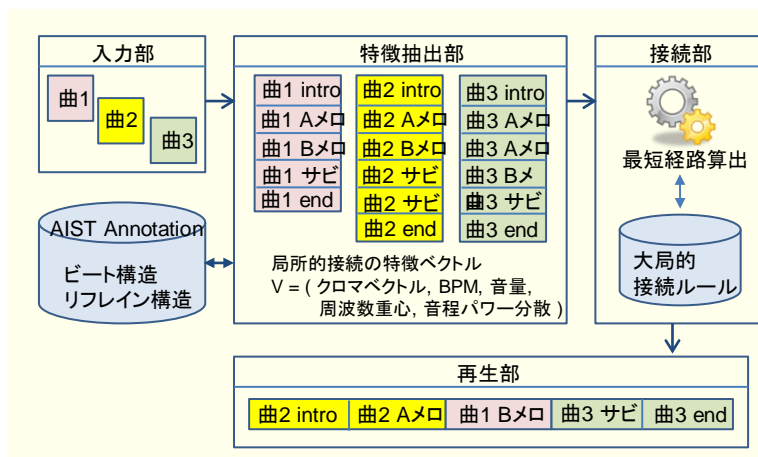 入力部
曲1
曲2
曲3
AIST Annotation
ビート構造
リフレイン構造
特徴抽出部
曲1 intro
曲1 Aメロ
曲1 Bメロ
曲1 サビ
曲1 end
曲2 intro
曲2 Aメロ
曲2 Bメロ
曲2 サビ
曲2 サビ
曲2 end
曲3 intro
曲3 Aメロ
曲3 Aメロ
曲3 Bメ
曲3 サビ
曲3 end
局所的接続の特徴ベクトル
V = ( クロマベクトル, BPM, 音量,
周波数重心, 音程パワー分散 )
接続部
最短経路算出
大局的
接続ルール
再生部
曲2 intro 曲2 Aメロ 曲1 Bメロ 曲3 サビ 曲3 end